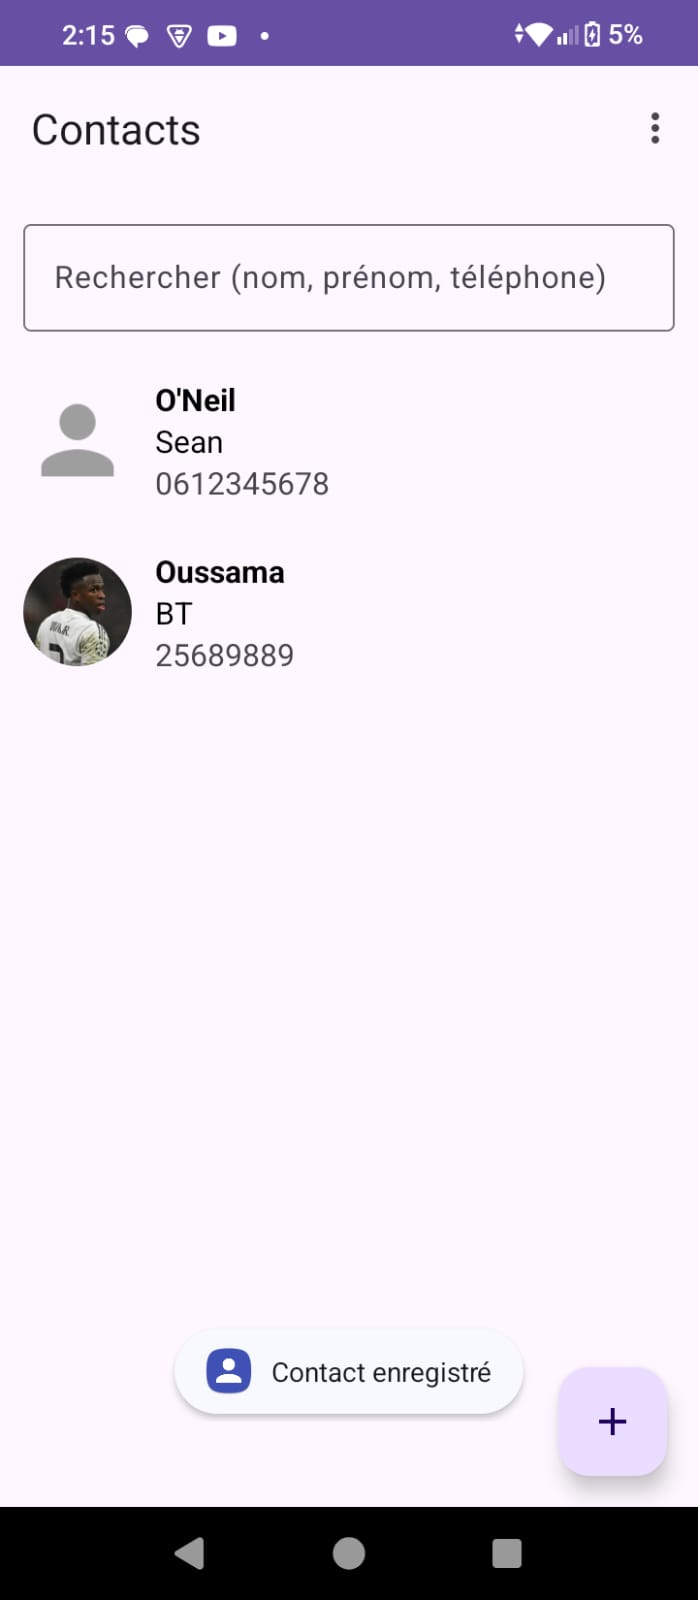 2:15
5%
Contacts
Rechercher (nom, prénom, téléphone)
O'Neil
Sean
0612345678
Oussama
BT
25689889
Contact enregistré
+